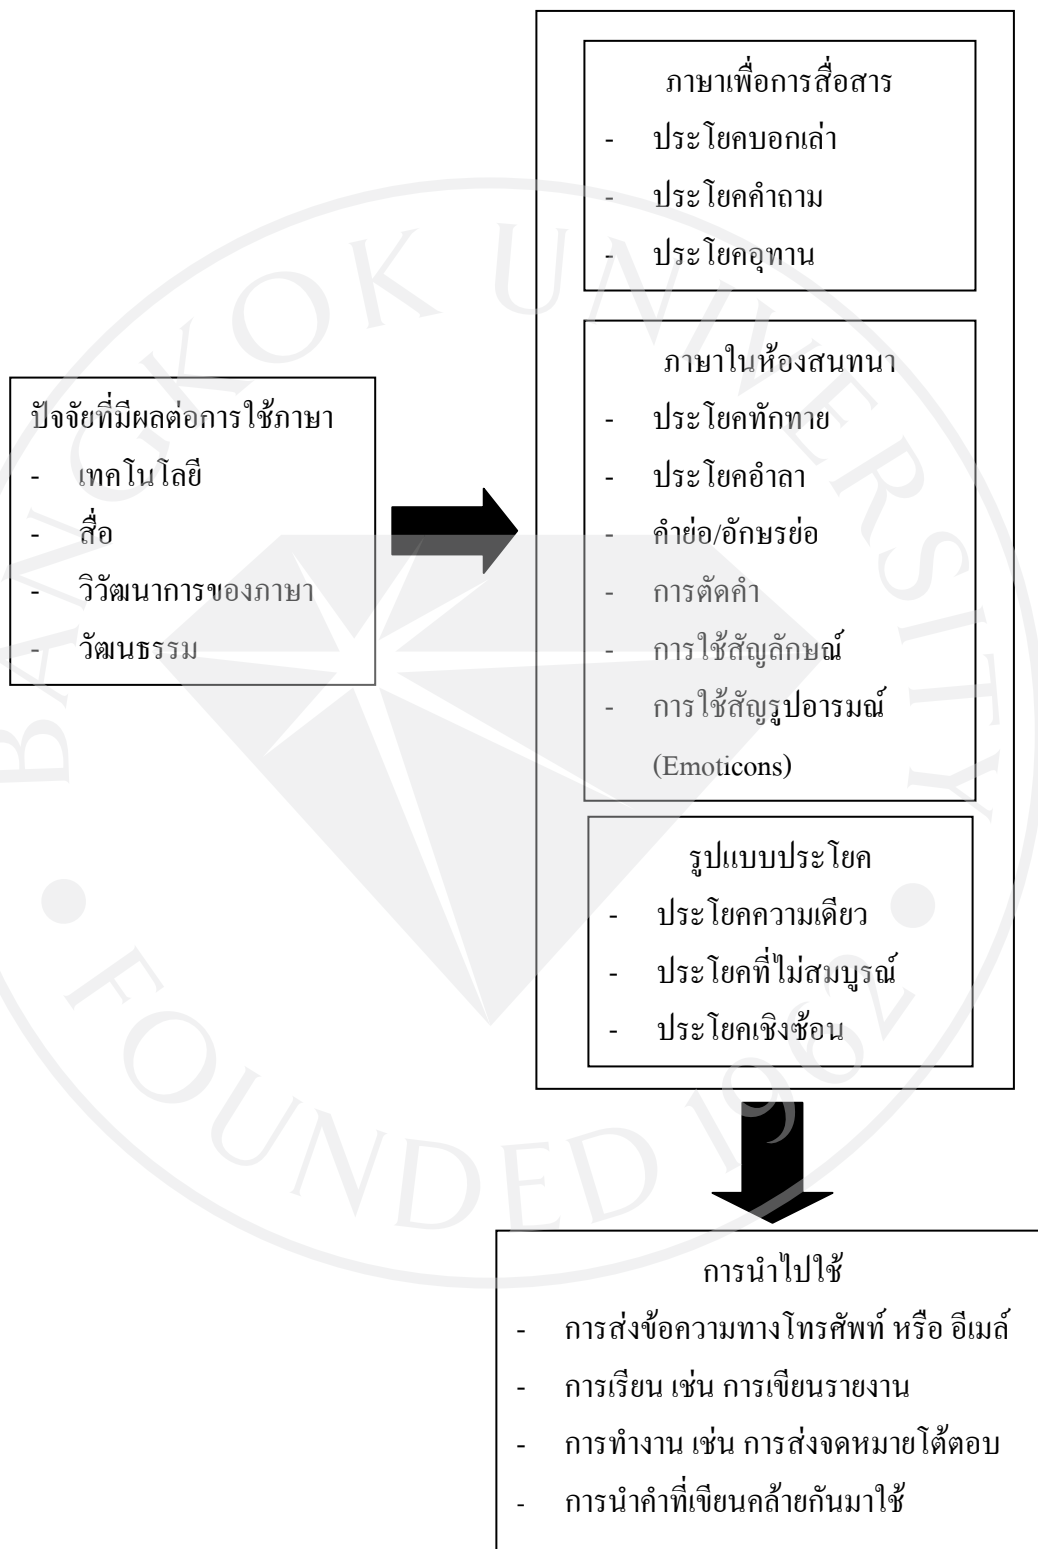 ภาษาเพื่อการสื่อสาร
- ประโยคบอกเล่า
- ประโยคคำถาม
- ประโยคอุทาน
ภาษาในห้องสนทนา
- ประโยคทักทาย
- ประโยคอำลา
- คำย่อ/อักษรย่อ
- การตัดคำ
- การใช้สัญลักษณ์
- การใช้สัญรูปอารมณ์
(Emoticons)
รูปแบบประโยค
- ประโยคความเดียว
- ประโยคที่ไม่สมบูรณ์
- ประโยคเชิงซ้อน
ปัจจัยที่มีผลต่อการใช้ภาษา
- เทคโนโลยี
- สื่อ
- วิวัฒนาการของภาษา
- วัฒนธรรม
การนำไปใช้
- การส่งข้อความทางโทรศัพท์ หรือ อีเมล์
- การเรียน เช่น การเขียนรายงาน
- การทำงาน เช่น การส่งจดหมายโต้ตอบ
- การนำคำที่เขียนคล้ายกันมาใช้
BANGKOK UNIVERSITY
FOUNDED 1962